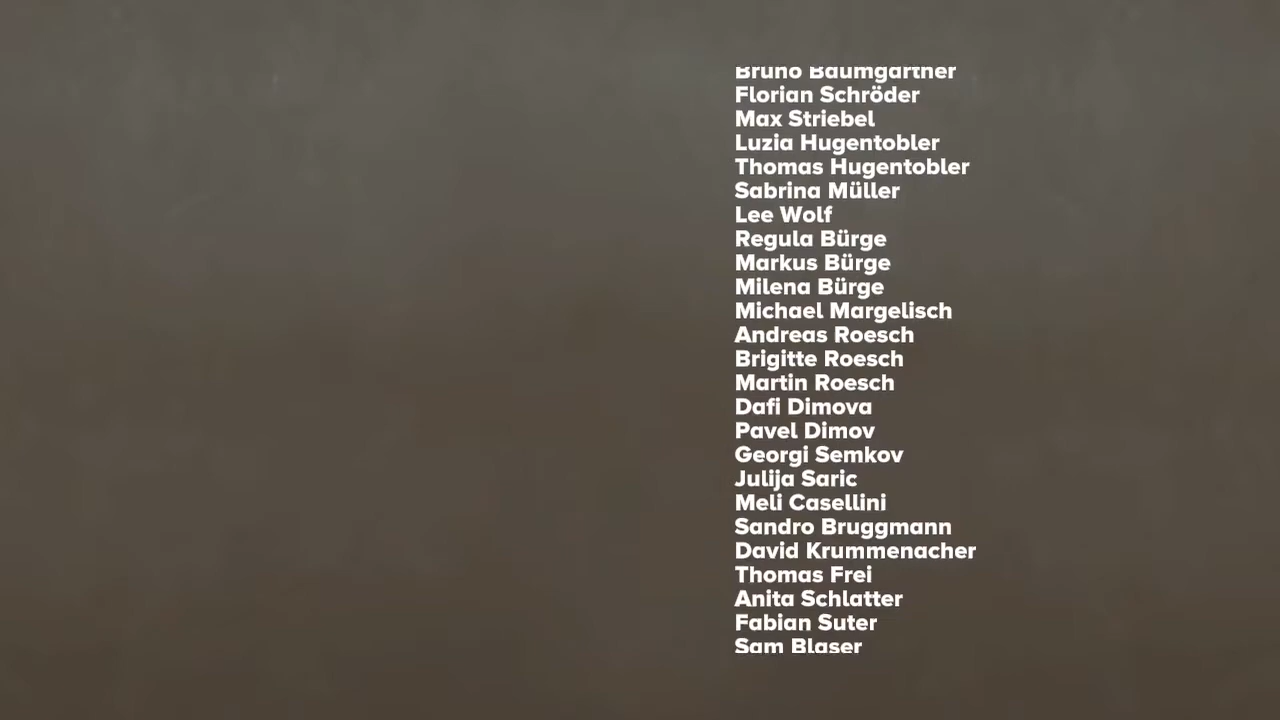 Bruno Baumgartner
Florian Schröder
Max Striebel
Luzia Hugentobler
Thomas Hugentobler
Sabrina Müller
Lee Wolf
Regula Bürge
Markus Bürge
Milena Bürge
Michael Margelisch
Andreas Roesch
Brigitte Roesch
Martin Roesch
Dafi Dimova
Pavel Dimov
Georgi Semkov
Julija Saric
Meli Casellini
Sandro Bruggmann
David Krummenacher
Thomas Frei
Anita Schlatter
Fabian Suter
Sam Blaser